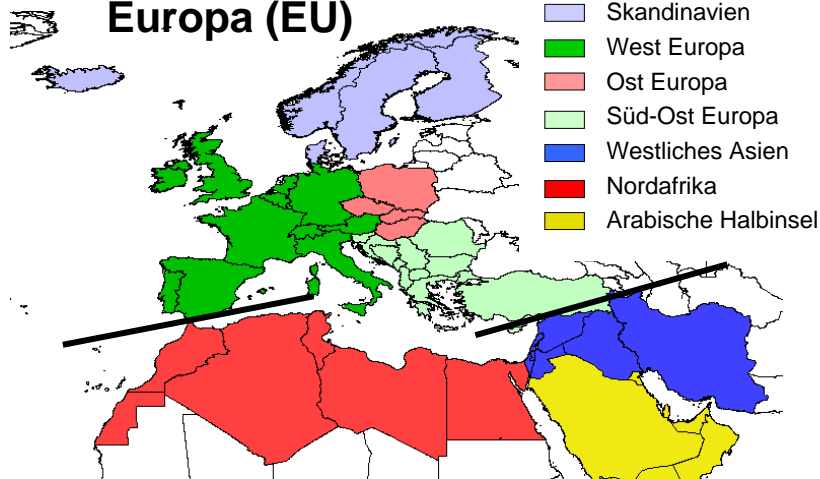 Europa (EU)
Skandinavien
West Europa
Ost Europa
Süd-Ost Europa
Westliches Asien
Nordafrika
Arabische Halbinsel